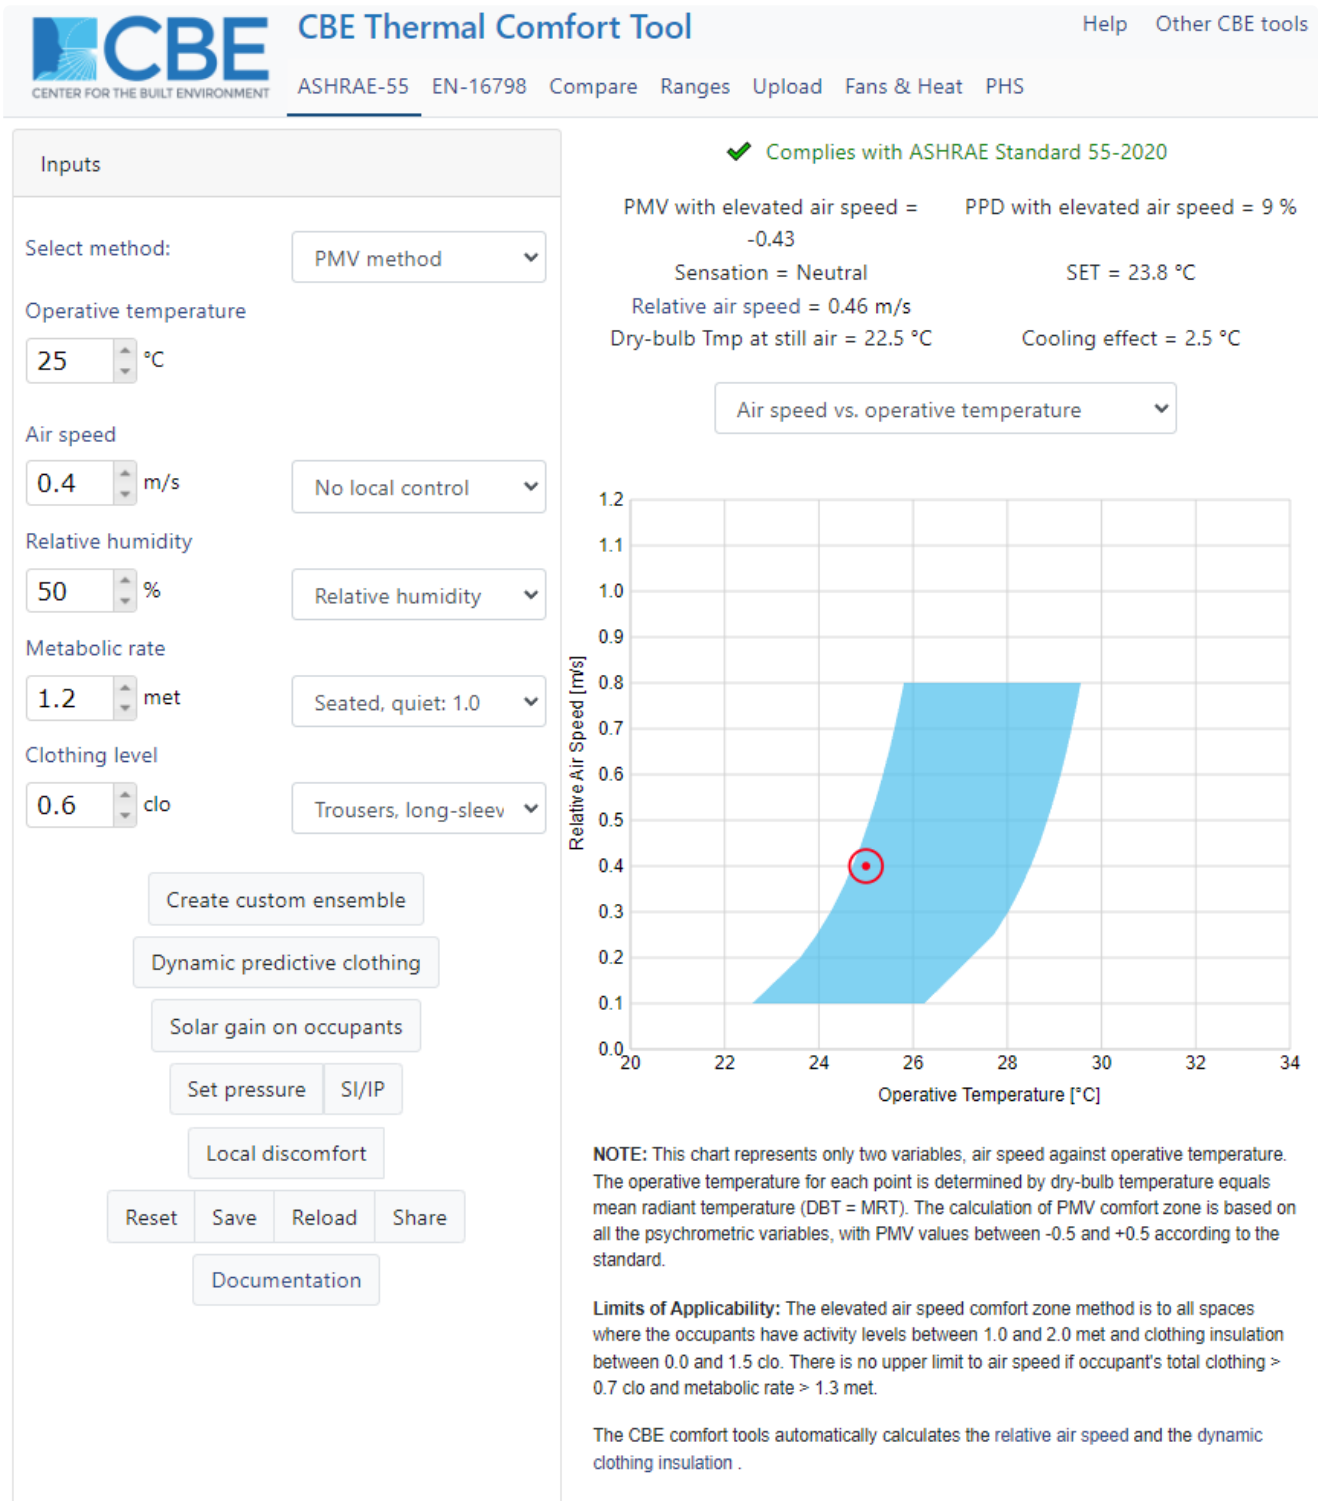 CBE
CENTER FOR THE BUILT ENVIRONMENT
CBE Thermal Comfort Tool
Help Other CBE tools
ASHRAE-55 EN-16798 Compare Ranges Upload Fans & Heat PHS
Inputs
Select method:
PMV method
Operative temperature
25 °C
Air speed
0.4 m/s
No local control
Relative humidity
50 %
Relative humidity
Metabolic rate
1.2 met
Seated, quiet: 1.0
Clothing level
0.6 clo
Trousers, long-sleev
Create custom ensemble
Dynamic predictive clothing
Solar gain on occupants
Set pressure SI/IP
Local discomfort
Reset Save Reload Share
Documentation
Complies with ASHRAE Standard 55-2020
PMV with elevated air speed =
-0.43
PPD with elevated air speed = 9 %
Sensation = Neutral
SET = 23.8 °C
Relative air speed = 0.46 m/s
Dry-bulb Tmp at still air = 22.5 °C
Cooling effect = 2.5 °C
Air speed vs. operative temperature
Relative Air Speed [m/s]
1.2
1.1
1.0
0.9
0.8
0.7
0.6
0.5
0.4
0.3
0.2
0.1
0.0
20 22 24 26 28 30 32 34
Operative Temperature [°C]
NOTE: This chart represents only two variables, air speed against operative temperature.
The operative temperature for each point is determined by dry-bulb temperature equals
mean radiant temperature (DBT = MRT). The calculation of PMV comfort zone is based on
all the psychrometric variables, with PMV values between -0.5 and +0.5 according to the
standard.
Limits of Applicability: The elevated air speed comfort zone method is to all spaces
where the occupants have activity levels between 1.0 and 2.0 met and clothing insulation
between 0.0 and 1.5 clo. There is no upper limit to air speed if occupant's total clothing >
0.7 clo and metabolic rate > 1.3 met.
The CBE comfort tools automatically calculates the relative air speed and the dynamic
clothing insulation .